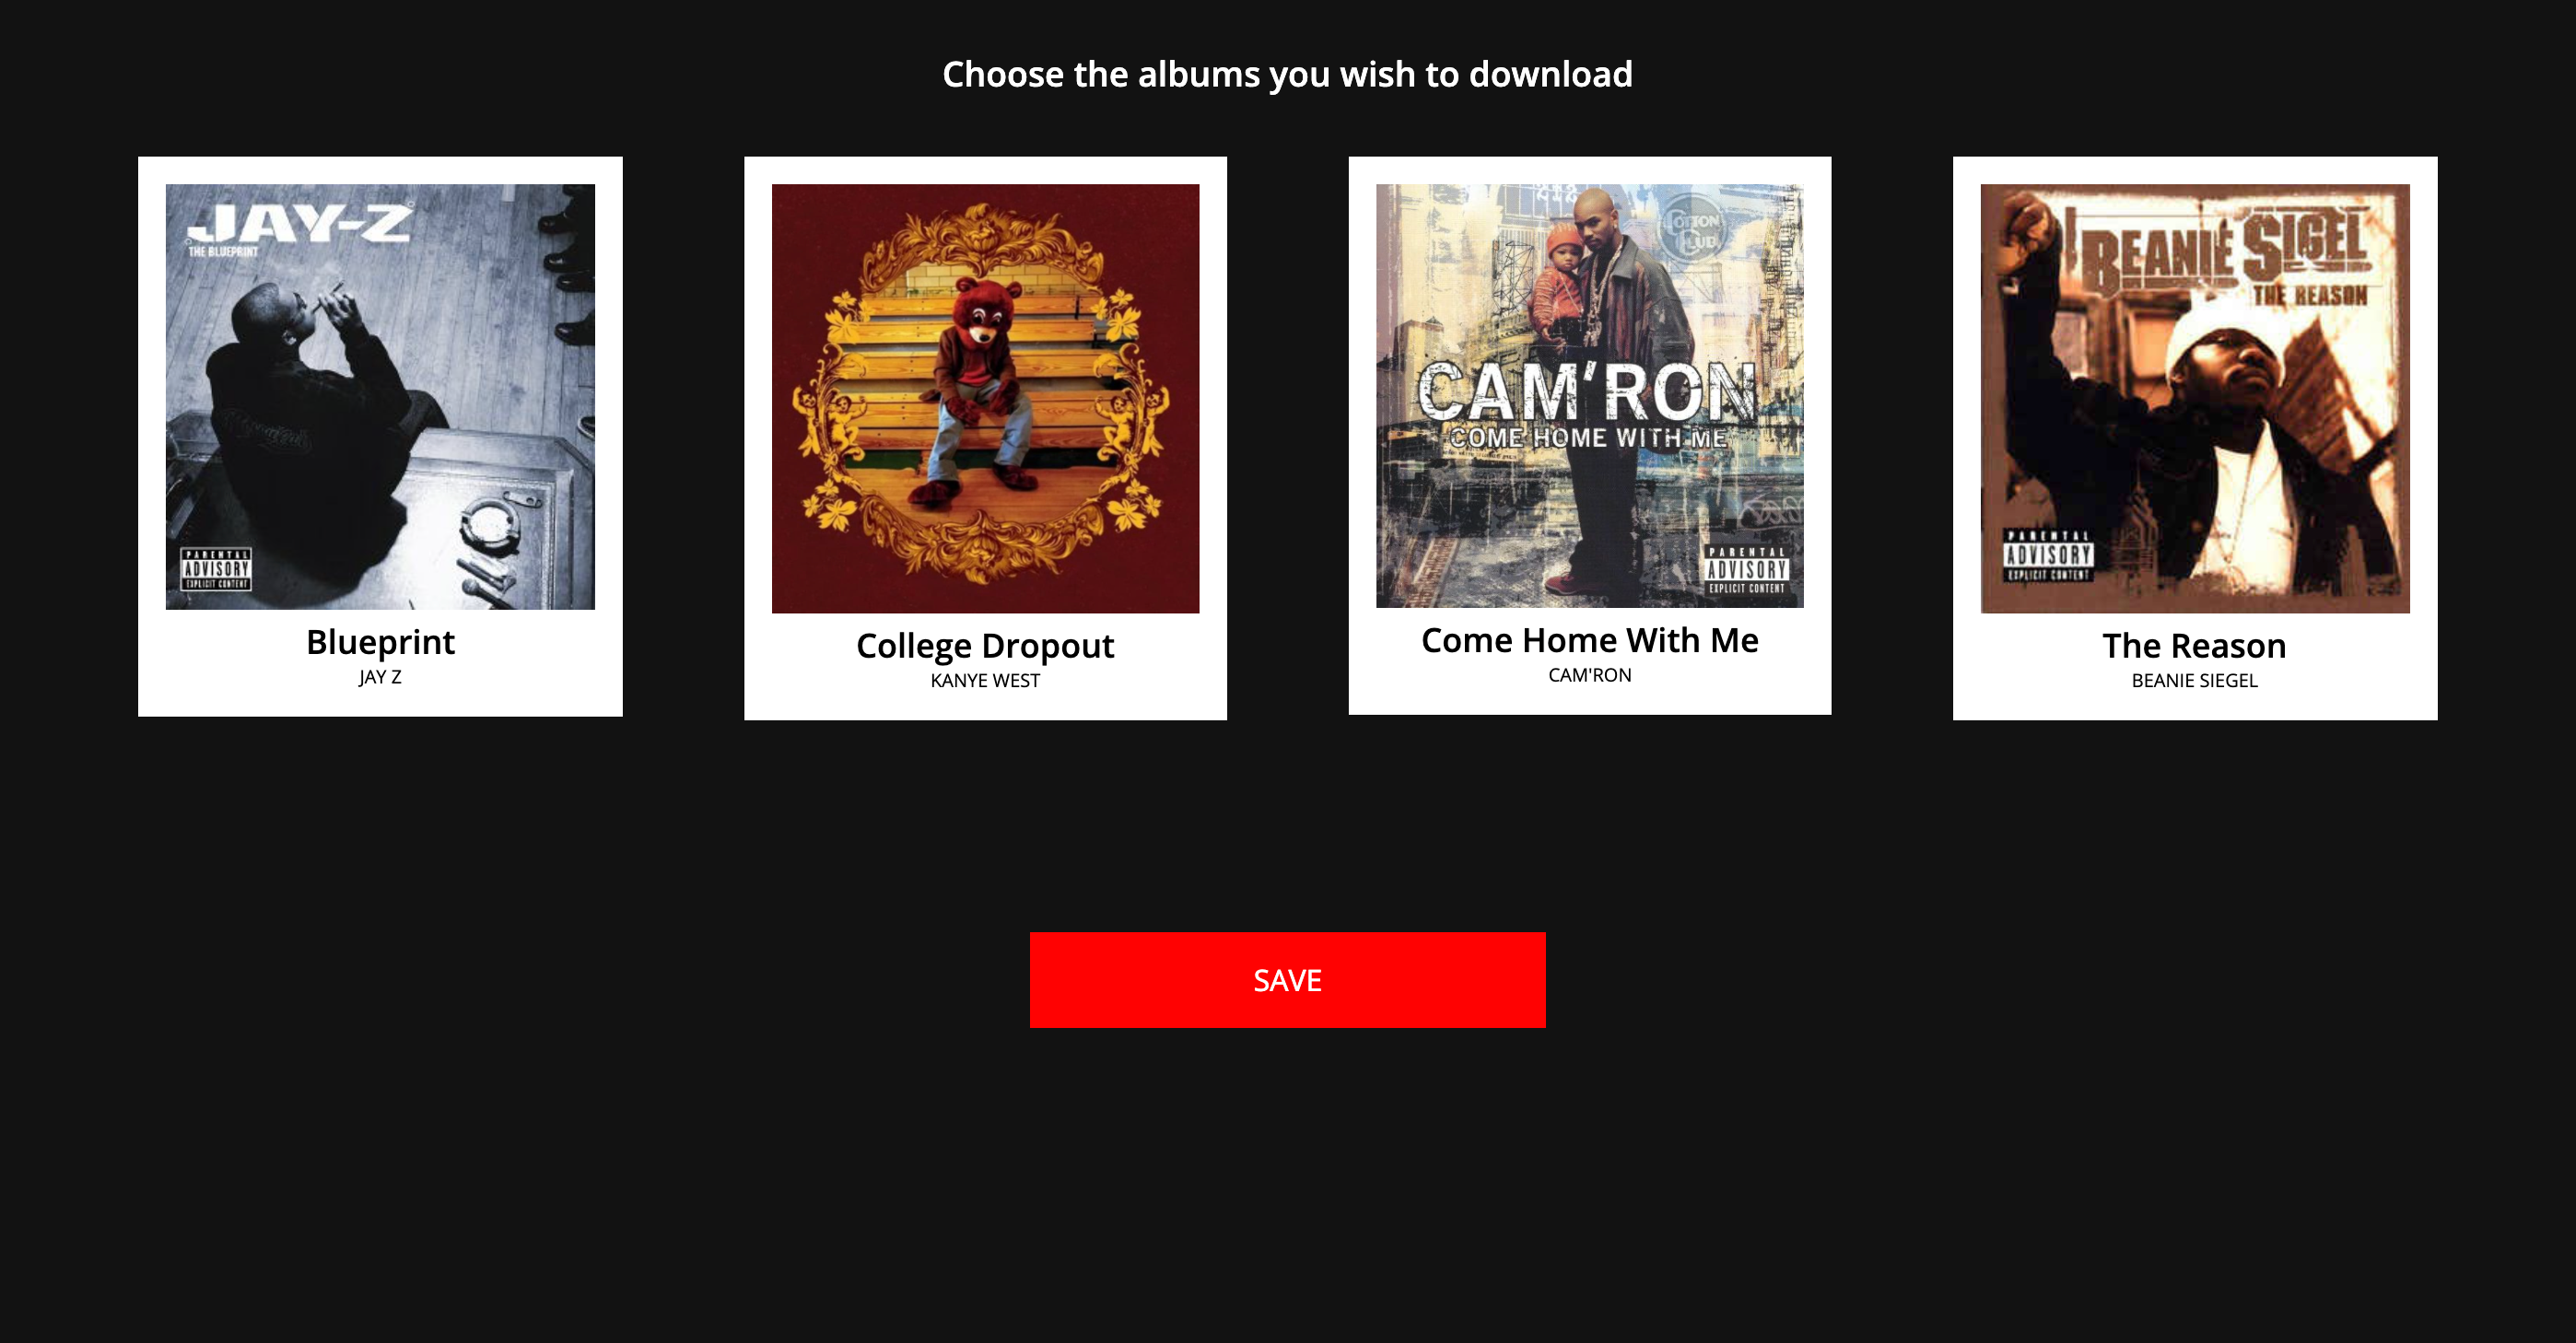 Choose the albums you wish to download
JAY-Z
THE BLUEPRINT
PARENTAL
ADVISORY
EXPLICIT CONTENT
Blueprint
JAY Z
College Dropout
KANYE WEST
COTTON
CLUB
CAM'RON
COME HOME WITH ME
PARENTAL
ADVISORY
EXPLICIT CONTENT
Come Home With Me
CAM'RON
BEANIE SIGEL
THE REASON
PARENTAL
ADVISORY
EXPLICIT CONTENT
The Reason
BEANIE SIEGEL
SAVE